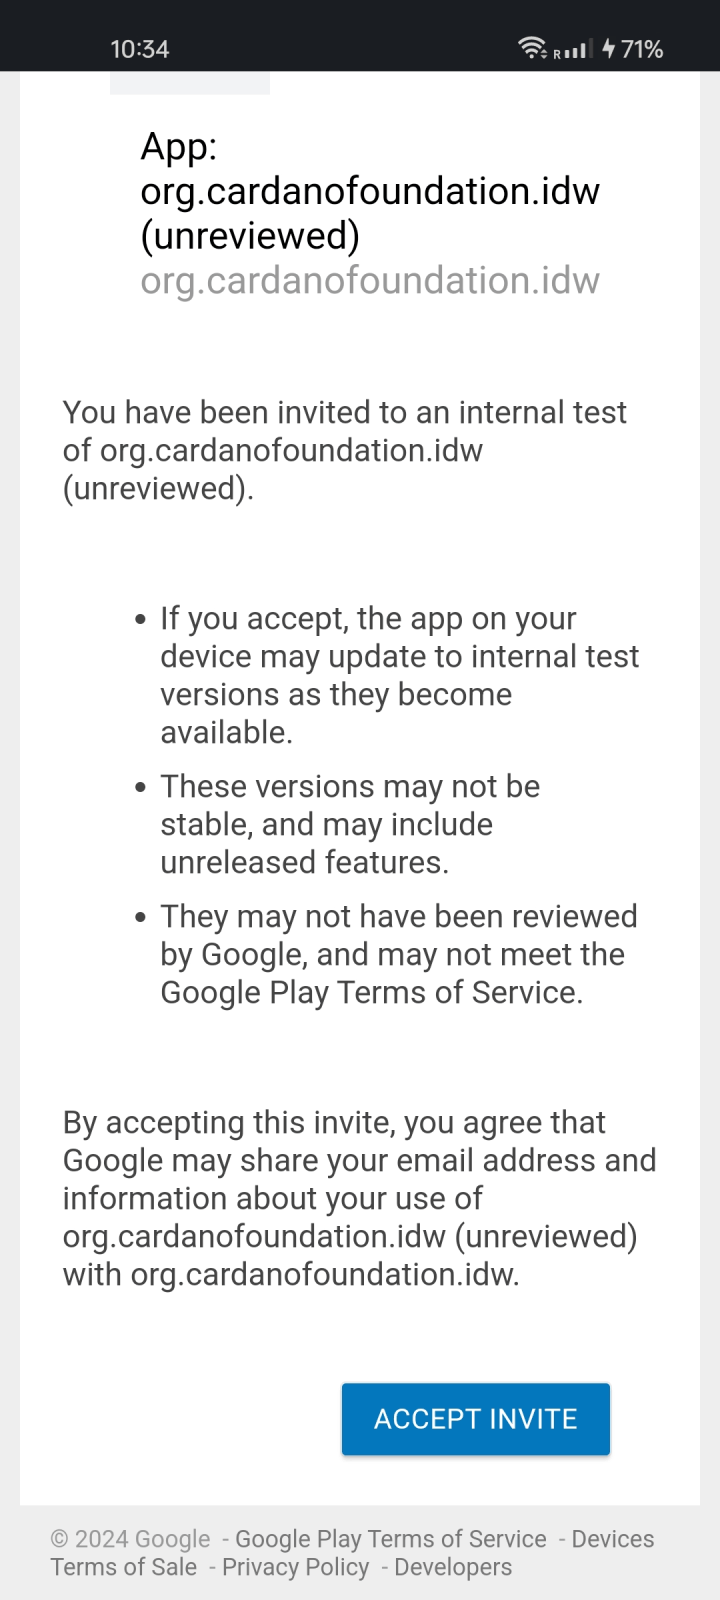 10:34
R 71%
App:
org.cardanofoundation.idw
(unreviewed)
org.cardanofoundation.idw
You have been invited to an internal test
of org.cardanofoundation.idw
(unreviewed).
• If you accept, the app on your
device may update to internal test
versions as they become
available.
• These versions may not be
stable, and may include
unreleased features.
• They may not have been reviewed
by Google, and may not meet the
Google Play Terms of Service.
By accepting this invite, you agree that
Google may share your email address and
information about your use of
org.cardanofoundation.idw (unreviewed)
with org.cardanofoundation.idw.
ACCEPT INVITE
© 2024 Google - Google Play Terms of Service - Devices
Terms of Sale - Privacy Policy - Developers